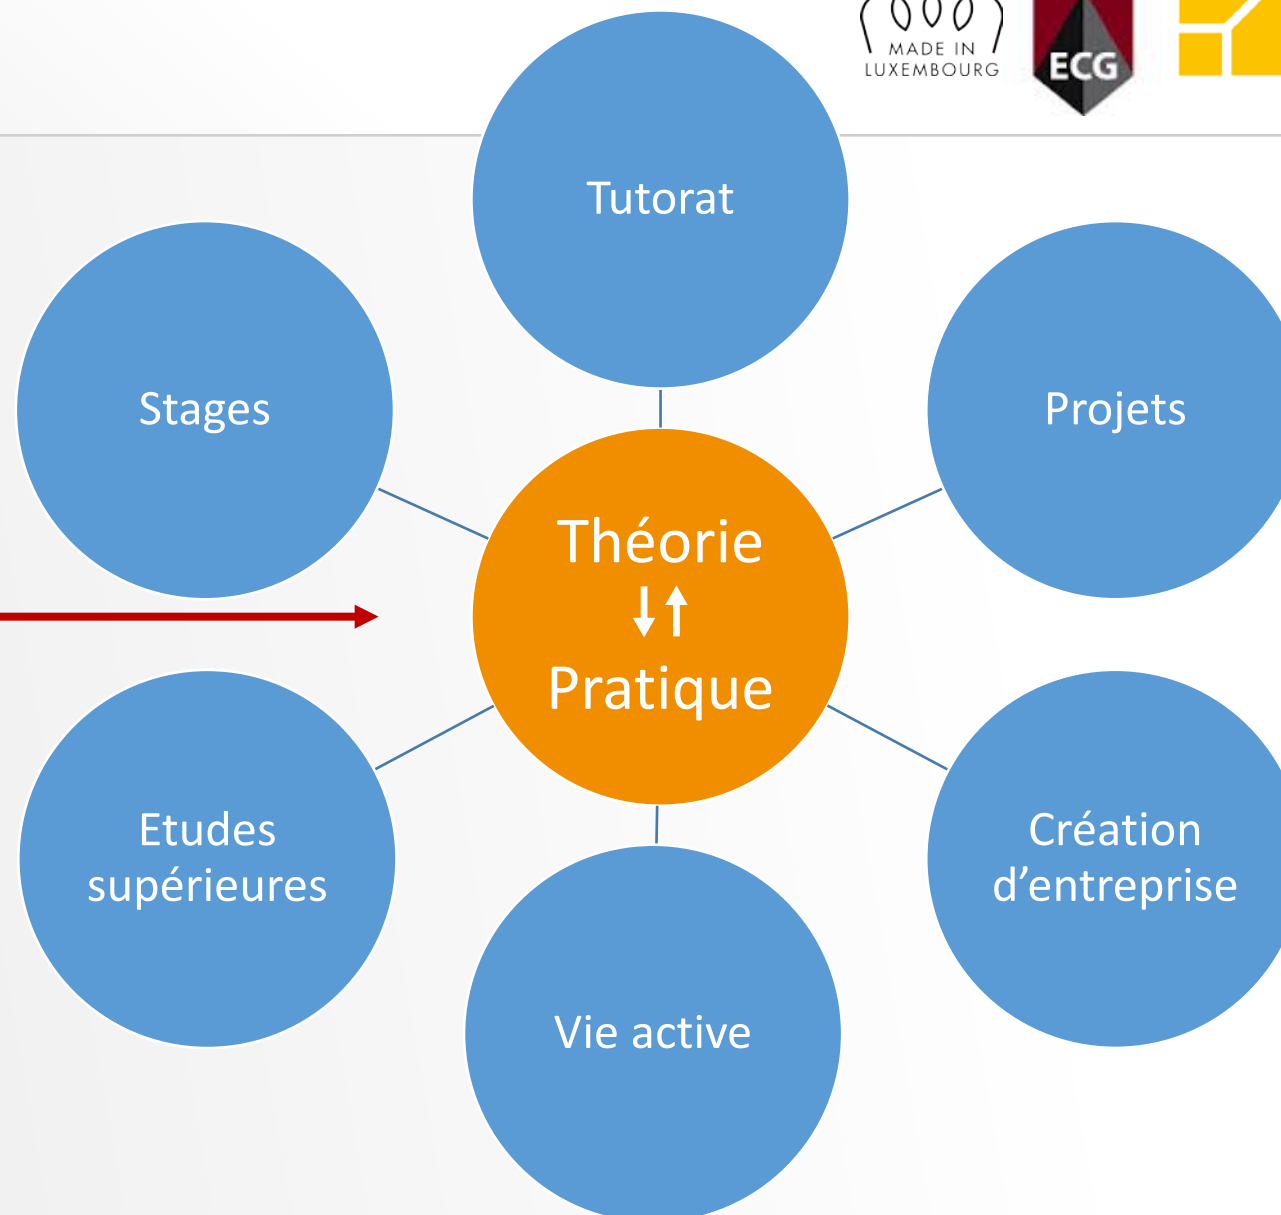 MADE IN
LUXEMBOURG
ECG
Tutorat
Stages
Projets
Théorie
↓↑
Pratique
Etudes
supérieures
Création
d’entreprise
Vie active